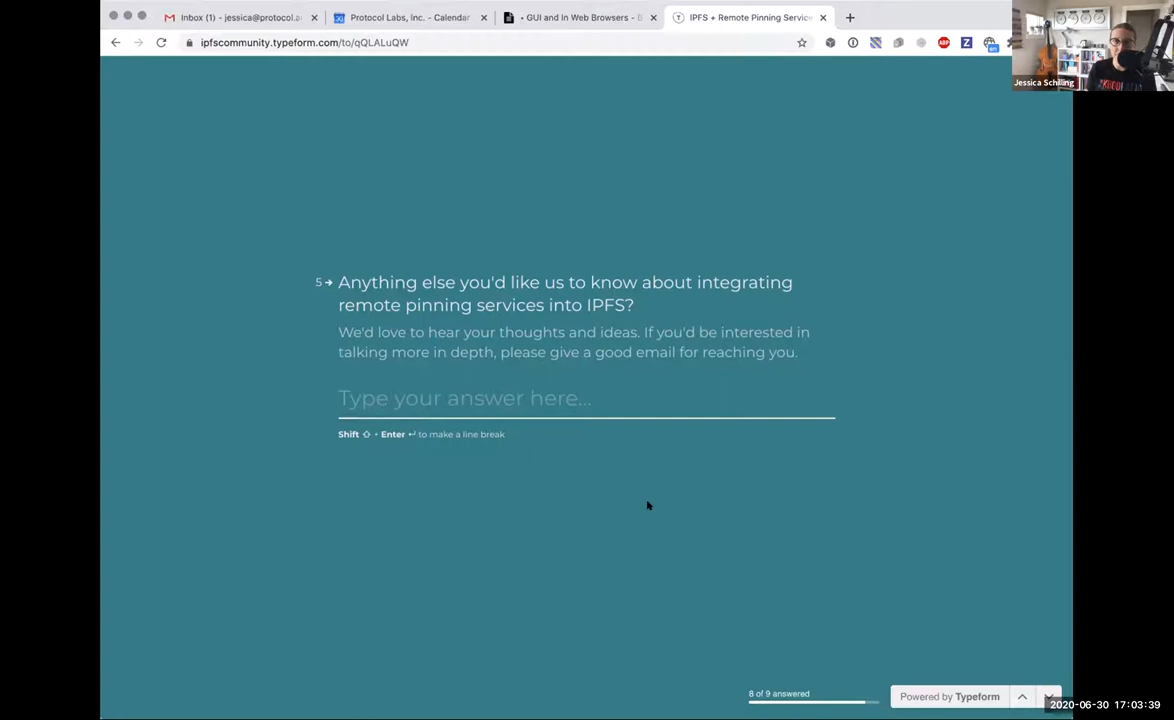 Inbox (1) - jessica@protocol.a
Protocol Labs, Inc. - Calendar
• GUI and In Web Browsers -
IPFS + Remote Pinning Service
ipfscommunity.typeform.com/to/qQLALuQW
ABP
Z
en
Jessica Schilling
5 → Anything else you'd like us to know about integrating
remote pinning services into IPFS?
We'd love to hear your thoughts and ideas. If you'd be interested in
talking more in depth, please give a good email for reaching you.
Type your answer here...
Shift ⇧ + Enter ↵ to make a line break
8 of 9 answered
Powered by Typeform
2020-06-30 17:03:39